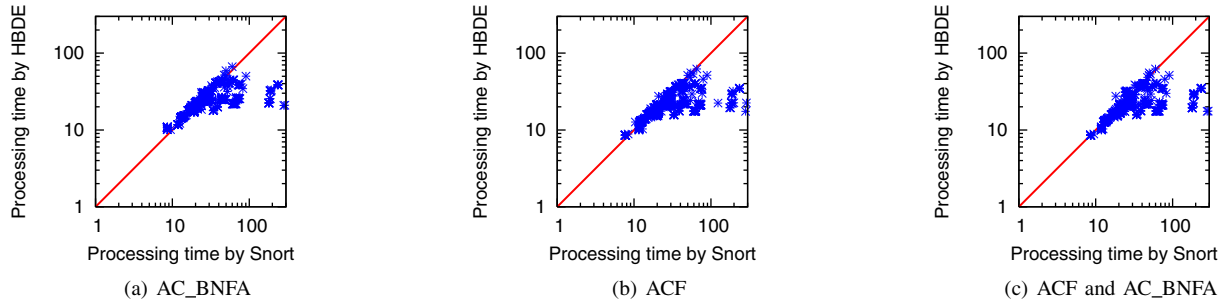 Processing time by HBDE
100
10
1
1
10
100
Processing time by Snort
(a) AC_BNFA
Processing time by HBDE
100
10
1
1
10
100
Processing time by Snort
(b) ACF
Processing time by HBDE
100
10
1
1
10
100
Processing time by Snort
(c) ACF and AC_BNFA